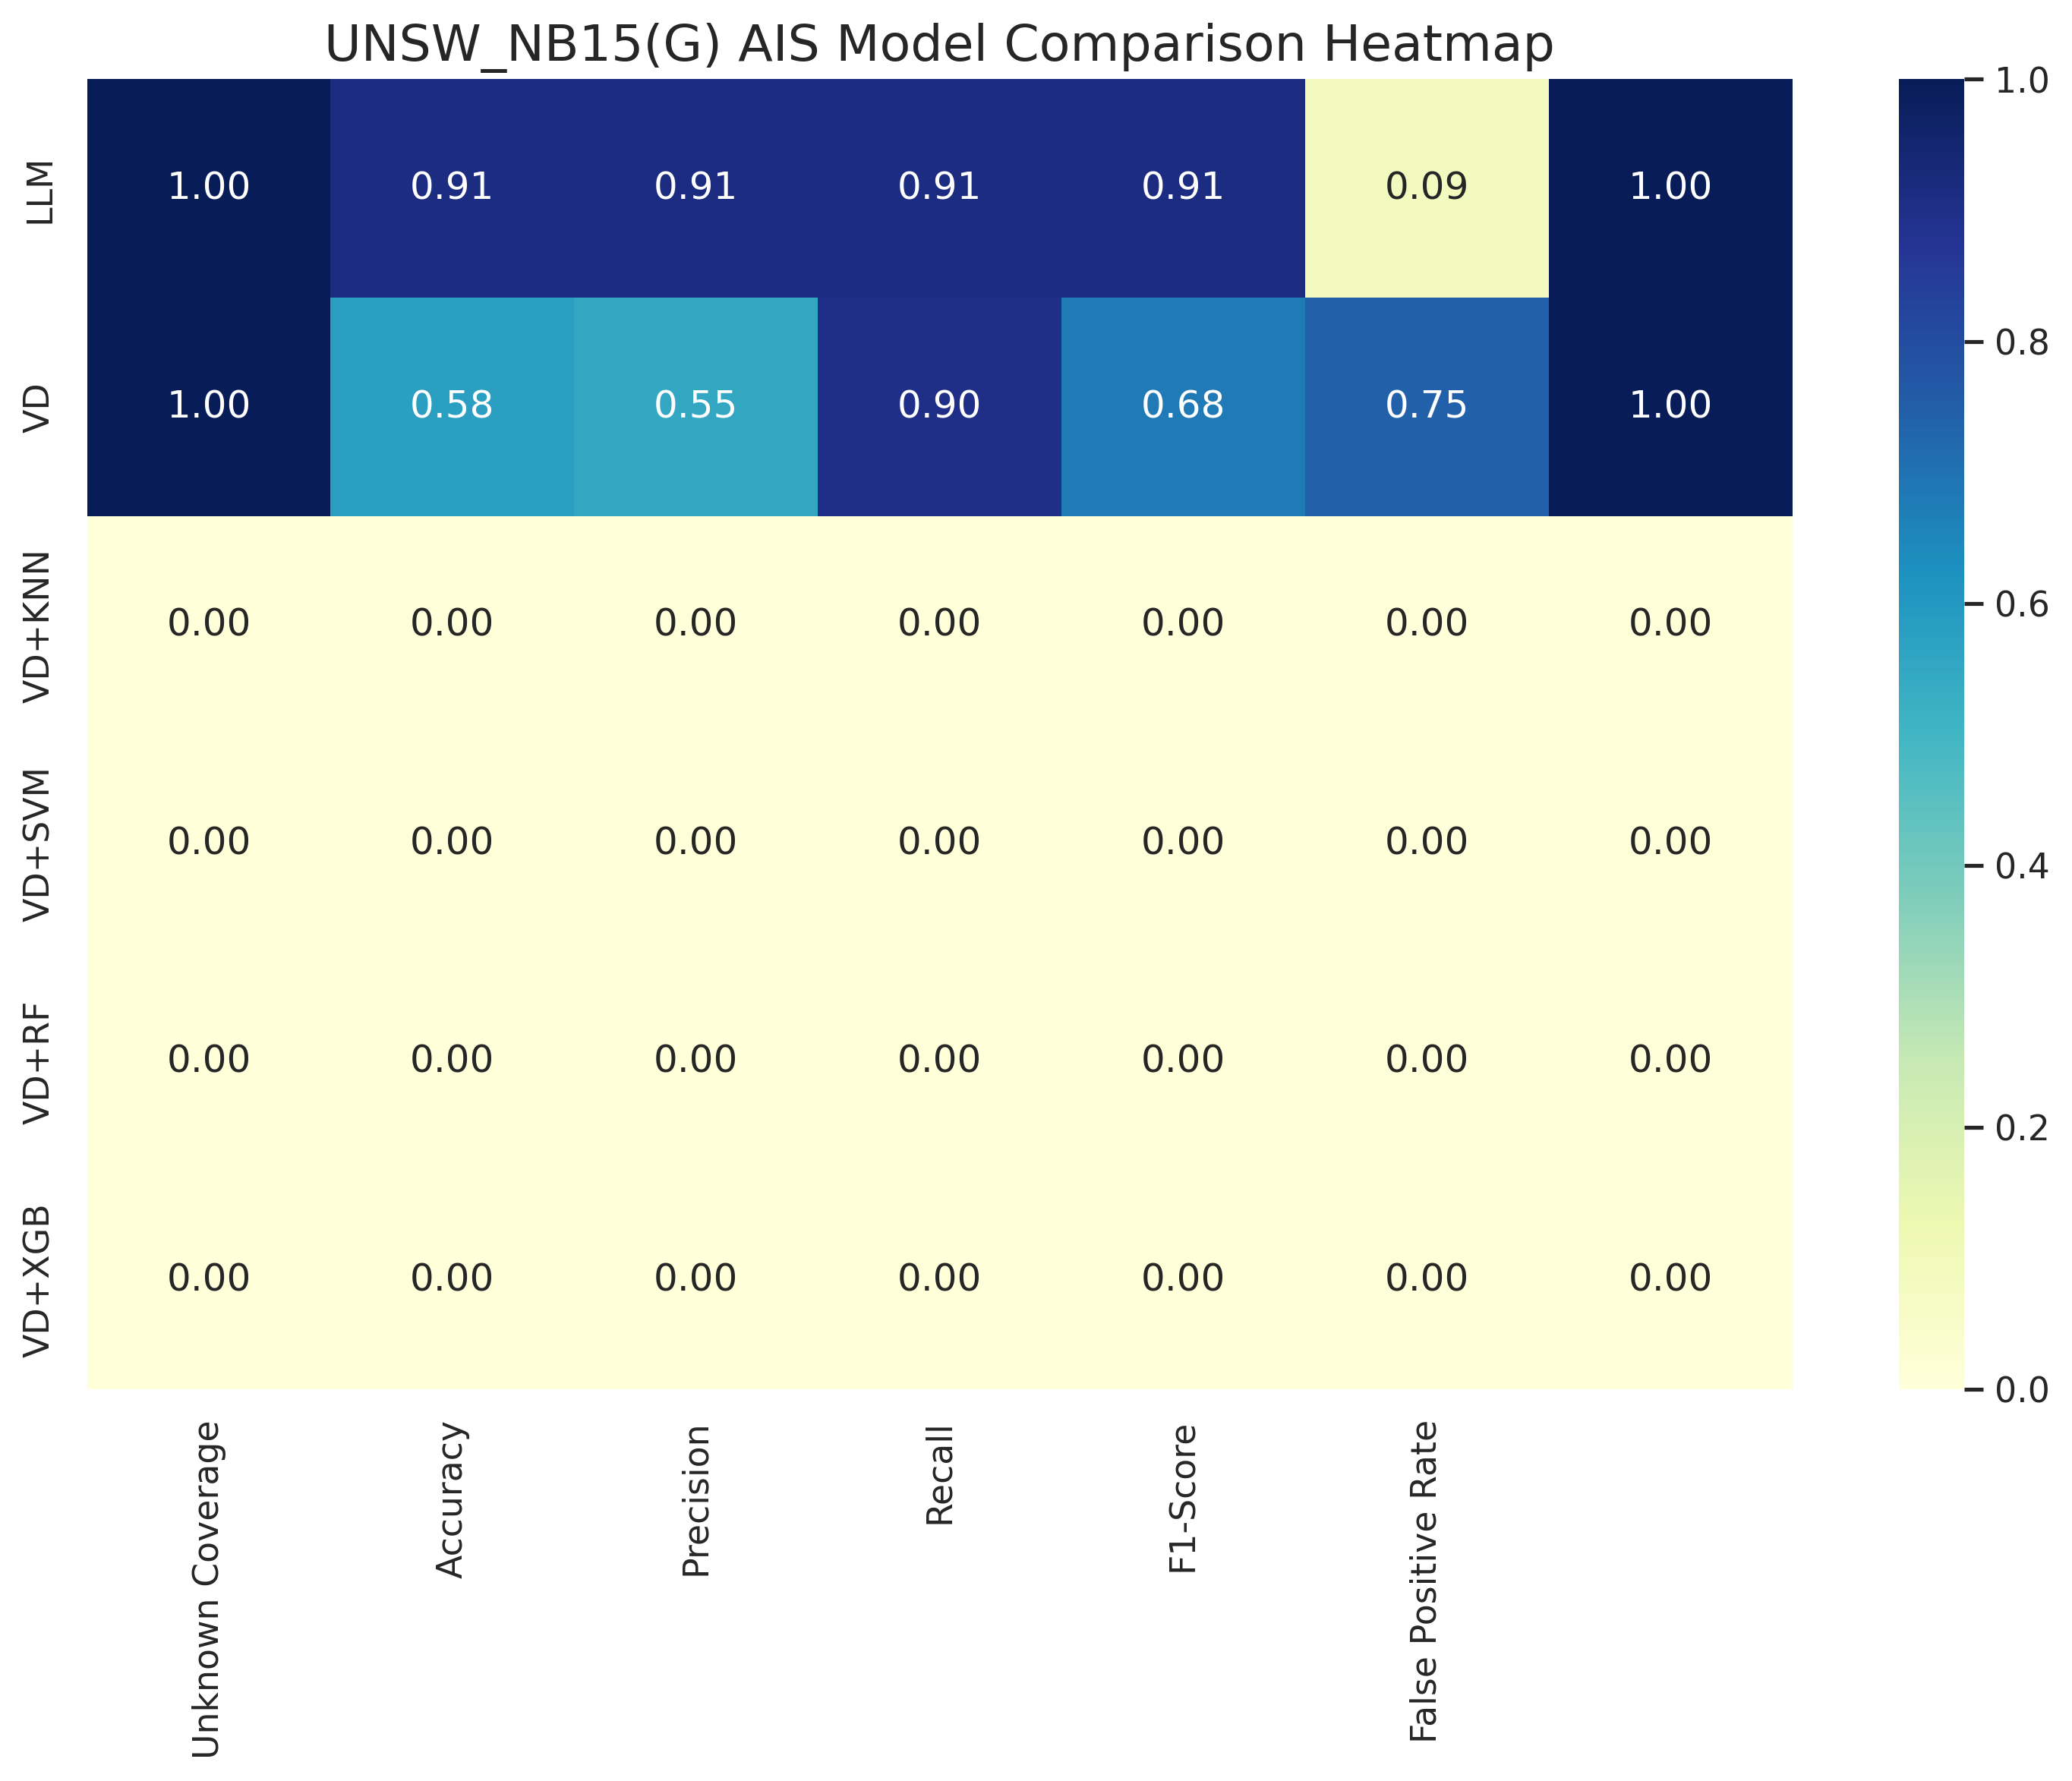 UNSW_NB15(G) AIS Model Comparison Heatmap
LLM 1.00 0.91 0.91 0.91 0.91 0.09 1.00
VD 1.00 0.58 0.55 0.90 0.68 0.75 1.00
VD+KNN 0.00 0.00 0.00 0.00 0.00 0.00 0.00
VD+SVM 0.00 0.00 0.00 0.00 0.00 0.00 0.00
VD+RF 0.00 0.00 0.00 0.00 0.00 0.00 0.00
VD+XGB 0.00 0.00 0.00 0.00 0.00 0.00 0.00
Unknown Coverage
Accuracy
Precision
Recall
F1-Score
False Positive Rate
1.0
0.8
0.6
0.4
0.2
0.0